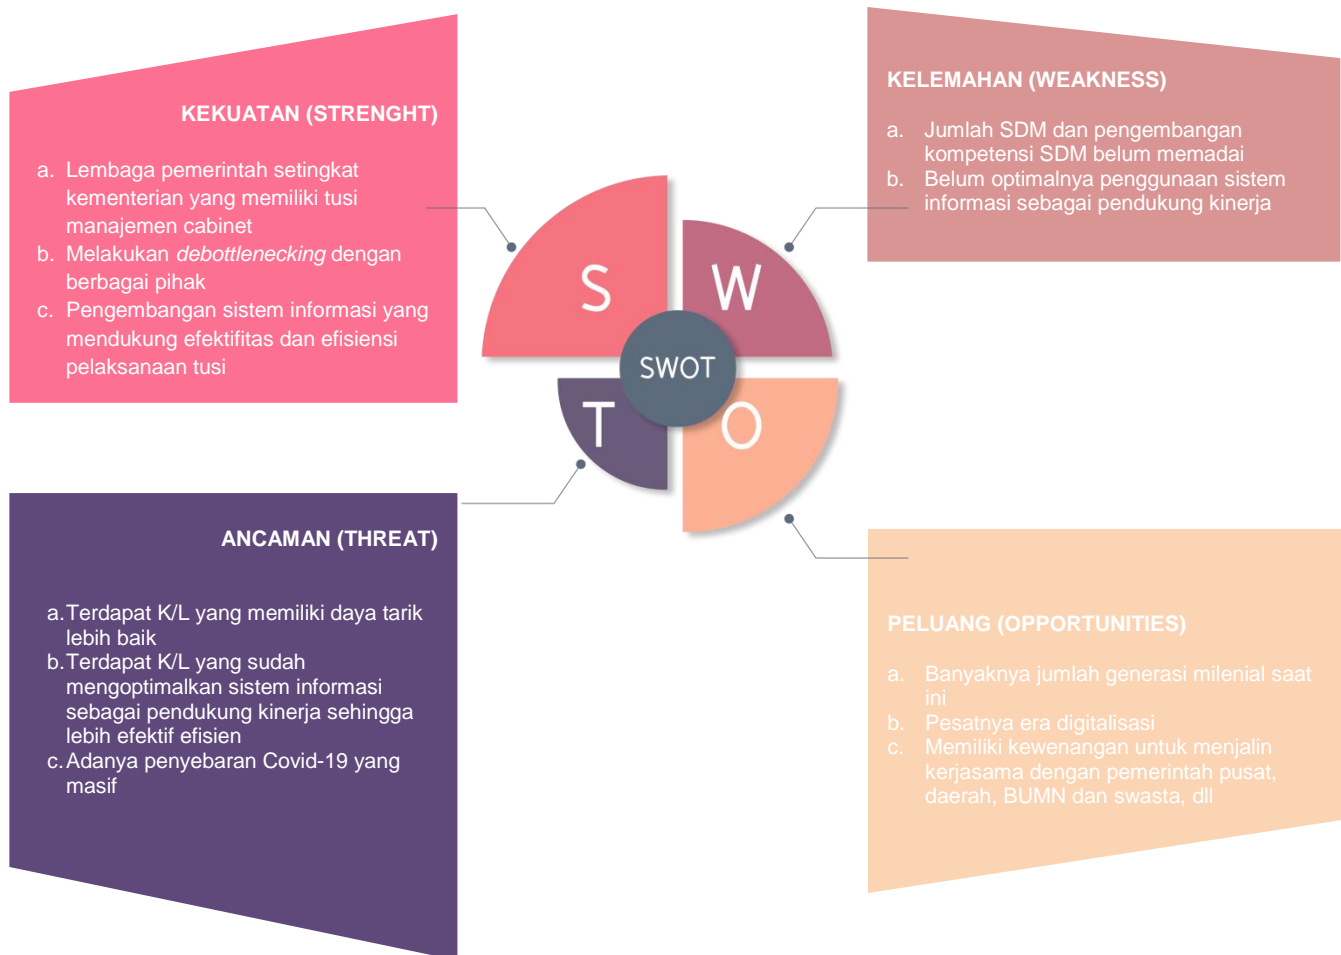 KEKUATAN (STRENGHT)
a. Lembaga pemerintah setingkat
kementerian yang memiliki tusi
manajemen cabinet
b. Melakukan debottlenecking dengan
berbagai pihak
c. Pengembangan sistem informasi yang
mendukung efektifitas dan efisiensi
pelaksanaan tusi
KELEMAHAN (WEAKNESS)
a. Jumlah SDM dan pengembangan
kompetensi SDM belum memadai
b. Belum optimalnya penggunaan sistem
informasi sebagai pendukung kinerja
S
W
SWOT
T
O
ANCAMAN (THREAT)
a. Terdapat K/L yang memiliki daya tarik
lebih baik
b. Terdapat K/L yang sudah
mengoptimalkan sistem informasi
sebagai pendukung kinerja sehingga
lebih efektif efisien
c. Adanya penyebaran Covid-19 yang
masif
PELUANG (OPPORTUNITIES)
a. Banyaknya jumlah generasi milenial saat
ini
b. Pesatnya era digitalisasi
c. Memiliki kewenangan untuk menjalin
kerjasama dengan pemerintah pusat,
daerah, BUMN dan swasta, dll